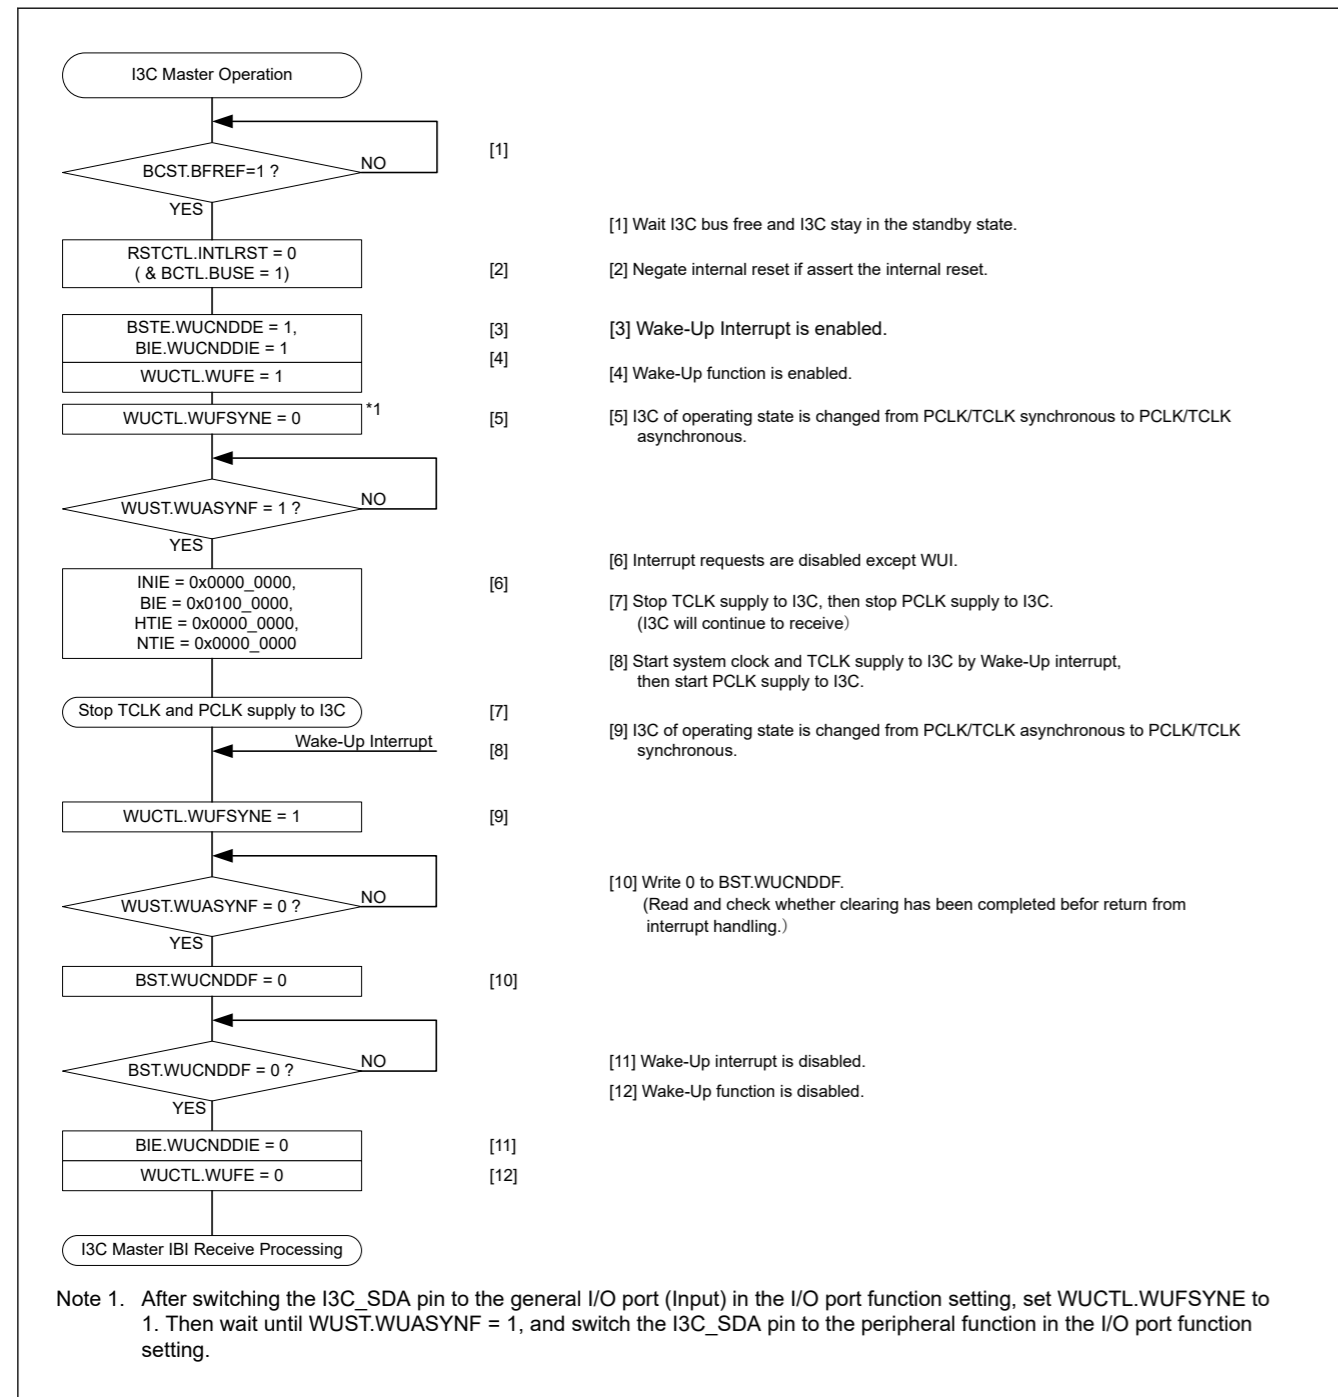 I3C Master Operation
BCST.BFREF=1 ?
NO
[1]
YES
[1] Wait I3C bus free and I3C stay in the standby state.
RSTCTL.INTLRST = 0
( & BCTL.BUSE = 1)
[2]
[2] Negate internal reset if assert the internal reset.
BSTE.WUCNDDE = 1,
BIE.WUCNDDIE = 1
[3]
[3] Wake-Up Interrupt is enabled.
WUCTL.WUFE = 1
[4]
[4] Wake-Up function is enabled.
WUCTL.WUFSYNE = 0
*1
[5]
[5] I3C of operating state is changed from PCLK/TCLK synchronous to PCLK/TCLK
asynchronous.
WUST.WUASYNF = 1 ?
NO
YES
[6] Interrupt requests are disabled except WUI.
INIE = 0x0000_0000,
BIE = 0x0100_0000,
HTIE = 0x0000_0000,
NTIE = 0x0000_0000
[6]
[7] Stop TCLK supply to I3C, then stop PCLK supply to I3C.
(I3C will continue to receive）
[8] Start system clock and TCLK supply to I3C by Wake-Up interrupt,
then start PCLK supply to I3C.
Stop TCLK and PCLK supply to I3C
[7]
Wake-Up Interrupt
[8]
[9] I3C of operating state is changed from PCLK/TCLK asynchronous to PCLK/TCLK
synchronous.
WUCTL.WUFSYNE = 1
[9]
WUST.WUASYNF = 0 ?
NO
YES
[10] Write 0 to BST.WUCNDDF.
(Read and check whether clearing has been completed befor return from
interrupt handling.）
BST.WUCNDDF = 0
[10]
BST.WUCNDDF = 0 ?
NO
YES
[11] Wake-Up interrupt is disabled.
[12] Wake-Up function is disabled.
BIE.WUCNDDIE = 0
[11]
WUCTL.WUFE = 0
[12]
I3C Master IBI Receive Processing
Note 1. After switching the I3C_SDA pin to the general I/O port (Input) in the I/O port function setting, set WUCTL.WUFSYNE to
1. Then wait until WUST.WUASYNF = 1, and switch the I3C_SDA pin to the peripheral function in the I/O port function
setting.